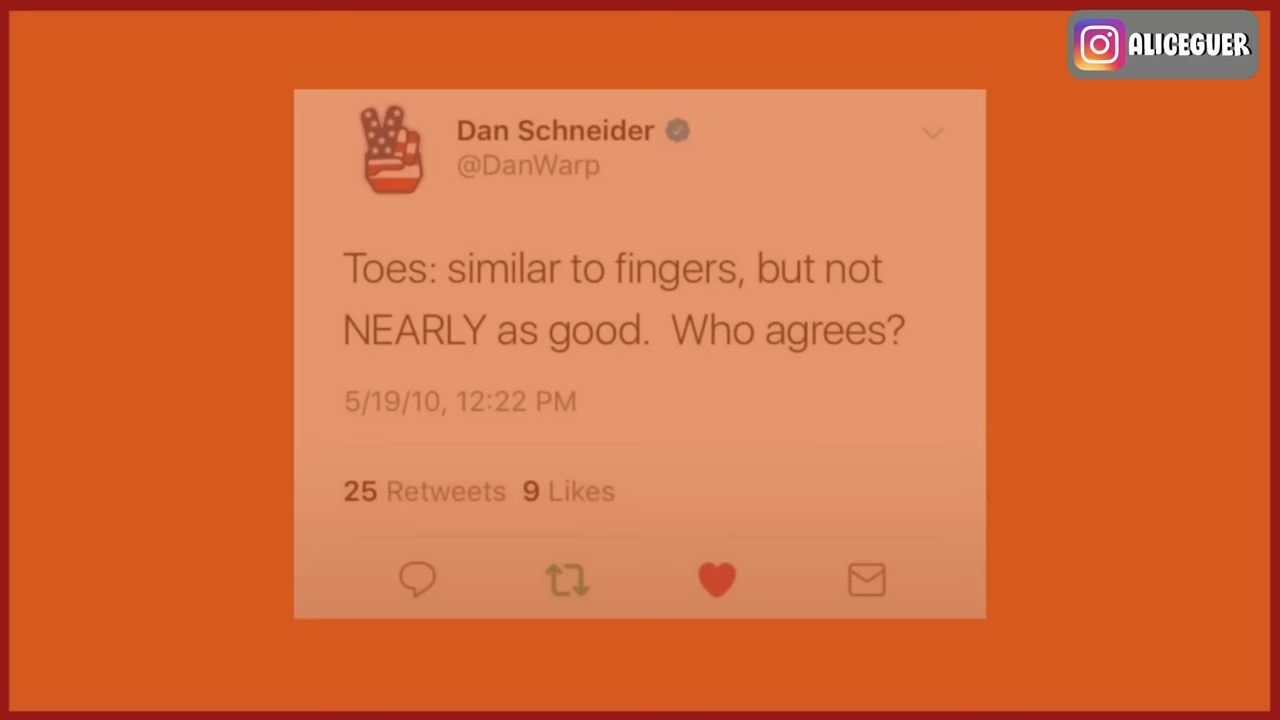 ALICEGUER
Dan Schneider
@DanWarp
Toes: similar to fingers, but not
NEARLY as good.  Who agrees?
5/19/10, 12:22 PM
25 Retweets  9 Likes